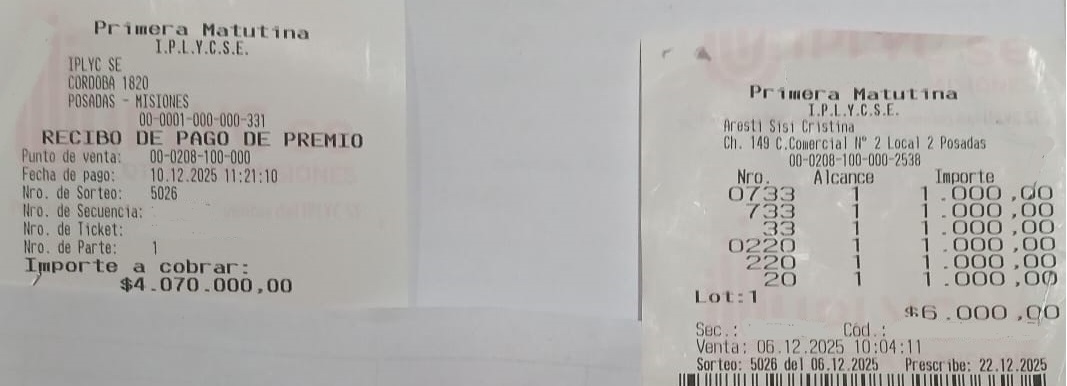 Primera Matutina
I.P.L.Y.C.S.E.
IPLYC SE
CORDOBA 1820
POSADAS - MISIONES
00-0001-000-000-331
RECIBO DE PAGO DE PREMIO
Punto de venta: 00-0208-100-000
Fecha de pago: 10.12.2025 11:21:10
Nro. de Sorteo: 5026
Nro. de Secuencia:
Nro. de Ticket:
Nro. de Parte: 1
Importe a cobrar:
$4.070.000,00
Primera Matutina
I.P.L.Y.C.S.E.
Aresti Sisi Cristina
Ch. 149 C.Comercial N° 2 Local 2 Posadas
00-0208-100-000-2538
Nro. Alcance Importe
0733 1 1.000,00
733 1 1.000,00
33 1 1.000,00
0220 1 1.000,00
220 1 1.000,00
20 1 1.000,00
Lot:1
$6.000,00
Sec.: Cód.:
Venta: 06.12.2025 10:04:11
Sorteo: 5026 del 06.12.2025 Prescribe: 22.12.2025